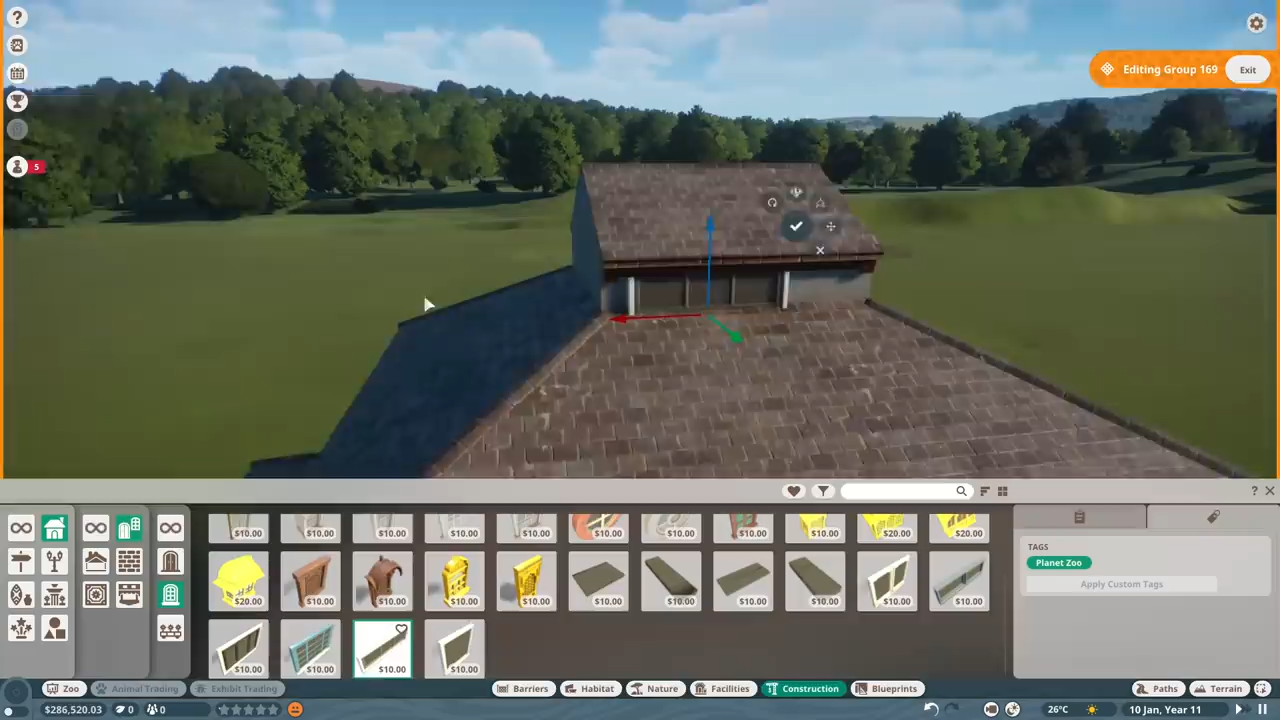 ?
Editing Group 169
Exit
5
? ×
$10.00 $10.00 $10.00 $10.00 $10.00 $10.00 $10.00 $10.00 $10.00 $20.00 $20.00
$20.00 $10.00 $10.00 $10.00 $10.00 $10.00 $10.00 $10.00 $10.00 $10.00 $10.00
$10.00 $10.00 $10.00 $10.00
TAGS
Planet Zoo
Apply Custom Tags
Zoo Animal Trading Exhibit Trading Barriers Habitat Nature Facilities Construction Blueprints Paths Terrain
$286,520.03 0 0 26°C 10 Jan, Year 11